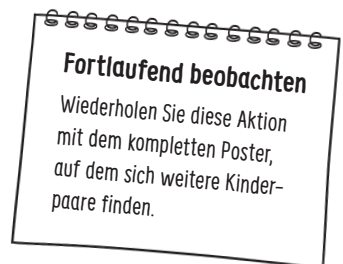 Fortlaufend beobachten
Wiederholen Sie diese Aktion
mit dem kompletten Poster,
auf dem sich weitere Kinder-
paare finden.